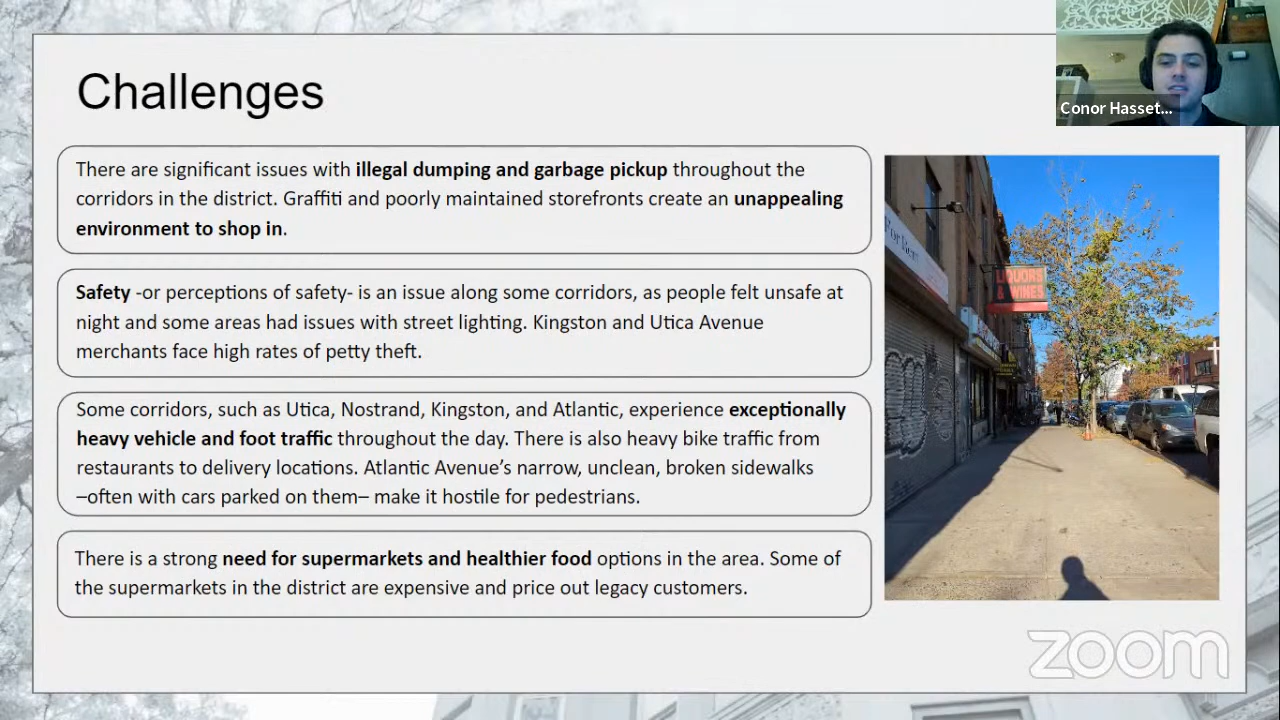 Challenges
Conor Hasset...
There are significant issues with illegal dumping and garbage pickup throughout the
corridors in the district. Graffiti and poorly maintained storefronts create an unappealing
environment to shop in.
Safety -or perceptions of safety- is an issue along some corridors, as people felt unsafe at
night and some areas had issues with street lighting. Kingston and Utica Avenue
merchants face high rates of petty theft.
Some corridors, such as Utica, Nostrand, Kingston, and Atlantic, experience exceptionally
heavy vehicle and foot traffic throughout the day. There is also heavy bike traffic from
restaurants to delivery locations. Atlantic Avenue’s narrow, unclean, broken sidewalks
–often with cars parked on them– make it hostile for pedestrians.
There is a strong need for supermarkets and healthier food options in the area. Some of
the supermarkets in the district are expensive and price out legacy customers.
For Rent
LIQUORS
& WINES
zoom